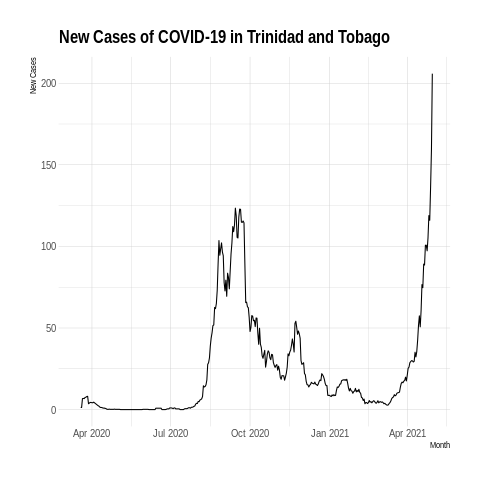 New Cases of COVID-19 in Trinidad and Tobago
New Cases
200
150
100
50
0
Apr 2020 Jul 2020 Oct 2020 Jan 2021 Apr 2021
Month